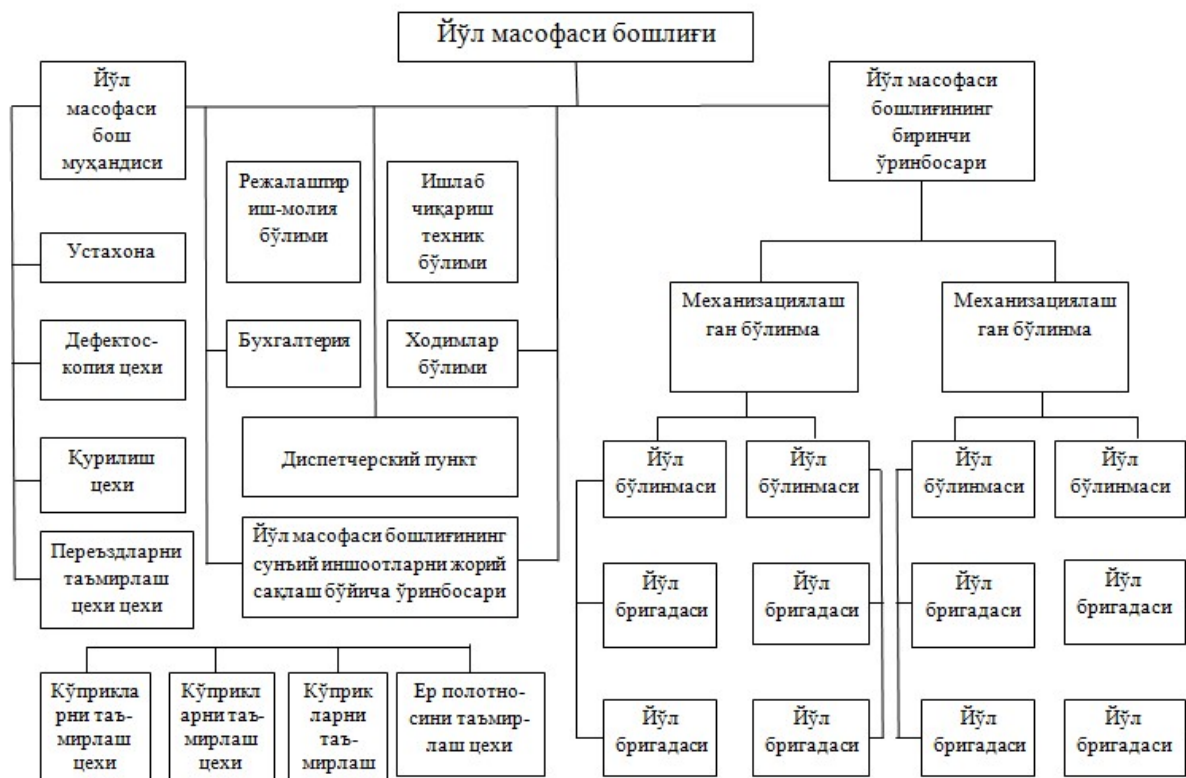 Йўл масофаси бошлиғи
Йўл
масофаси
бош
муҳандиси
Йўл масофаси
бошлиғининг
биринчи
ўринбосари
Режалашпир
иш-молия
бўлими
Ишлаб
чиқариш
техник
бўлими
Устахона
Механизациялаш
ган бўлинма
Механизациялаш
ган бўлинма
Дефектос-
копия цехи
Бухгалтерия
Ходимлар
бўлими
Қурилиш
цехи
Диспетчерский пункт
Йўл
бўлинмаси
Йўл
бўлинмаси
Йўл
бўлинмаси
Йўл
бўлинмаси
Переъздларни
таъмирлаш
цехи цехи
Йўл масофаси бошлиғининг
сунъий иншоотларни жорий
сақлаш бўйича ўринбосари
Йўл
бригадаси
Йўл
бригадаси
Йўл
бригадаси
Йўл
бригадаси
Кўприкла
рни таъ-
мирлаш
цехи
Кўприкл
арни таъ-
мирлаш
цехи
Кўприк
ларни
таъ-
мирлаш
Ер полотно-
сини таъмир-
лаш цехи
Йўл
бригадаси
Йўл
бригадаси
Йўл
бригадаси
Йўл
бригадаси